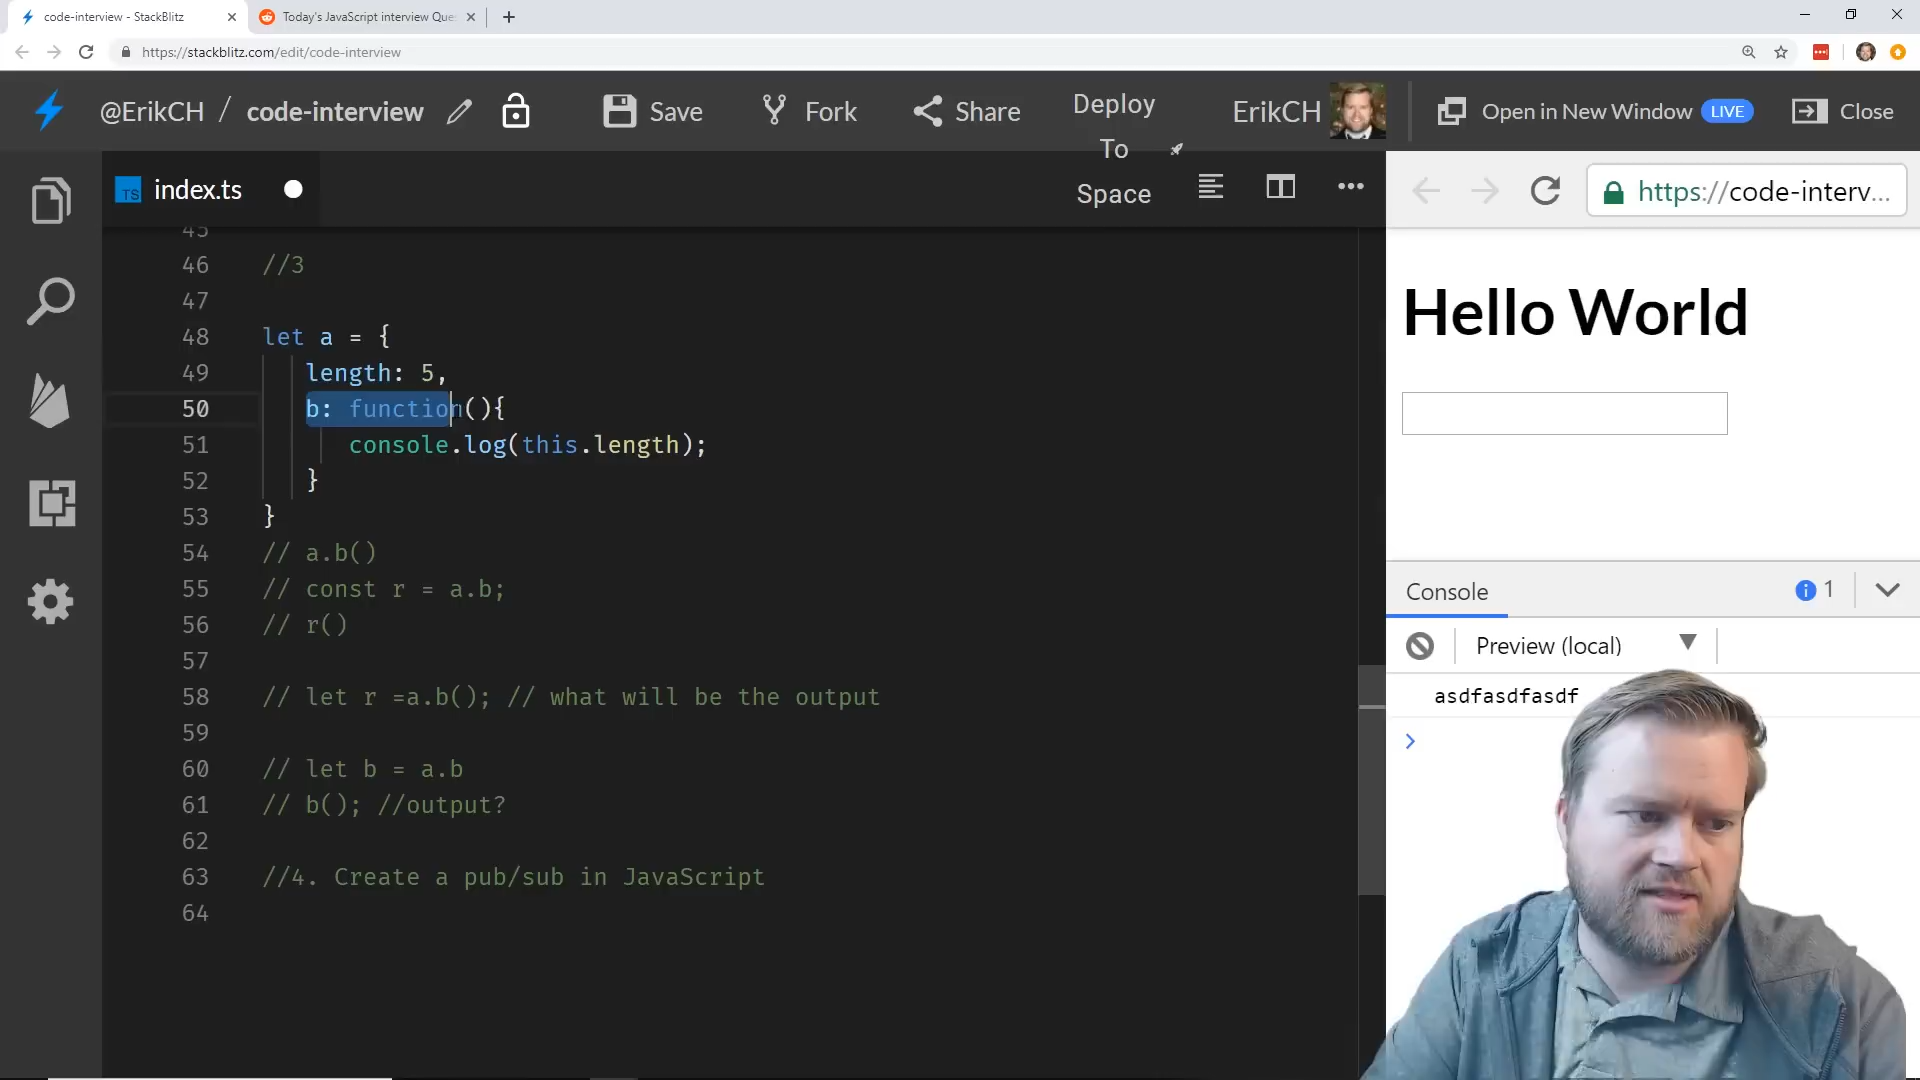 code-interview - StackBlitz
Today's JavaScript interview Que
https://stackblitz.com/edit/code-interview
@ErikCH / code-interview
Save
Fork
Share
Deploy To Space
ErikCH
Open in New Window LIVE
Close
TS index.ts
https://code-interv...
45
46 //3
47
48 let a = {
49 length: 5,
50 b: function(){
51 console.log(this.length);
52 }
53 }
54 // a.b()
55 // const r = a.b;
56 // r()
57
58 // let r =a.b(); // what will be the output
59
60 // let b = a.b
61 // b(); //output?
62
63 //4. Create a pub/sub in JavaScript
64
Hello World
Console
1
Preview (local)
asdfasdfasdf